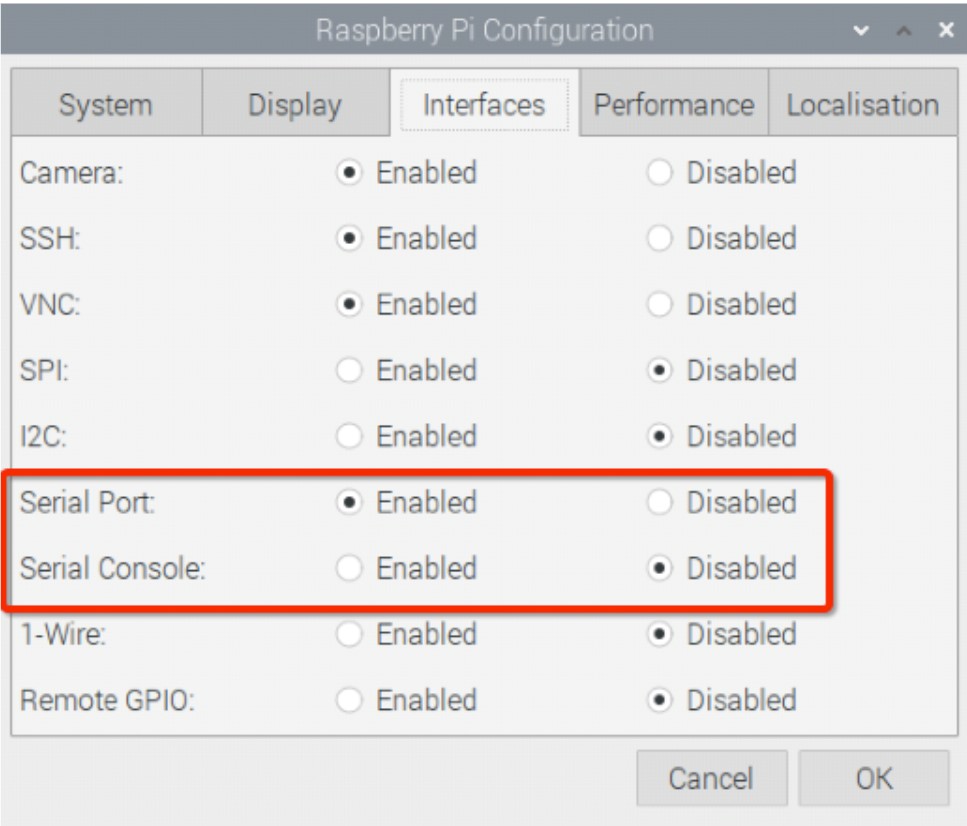 Raspberry Pi Configuration
System Display Interfaces Performance Localisation
Camera: Enabled Disabled
SSH: Enabled Disabled
VNC: Enabled Disabled
SPI: Enabled Disabled
I2C: Enabled Disabled
Serial Port: Enabled Disabled
Serial Console: Enabled Disabled
1-Wire: Enabled Disabled
Remote GPIO: Enabled Disabled
Cancel OK